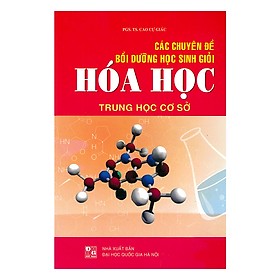 PGS. TS. CAO CỰ GIÁC
CÁC CHUYÊN ĐỀ
BỒI DƯỠNG HỌC SINH GIỎI
HÓA HỌC
TRUNG HỌC CƠ SỞ
NHÀ XUẤT BẢN
ĐẠI HỌC QUỐC GIA HÀ NỘI